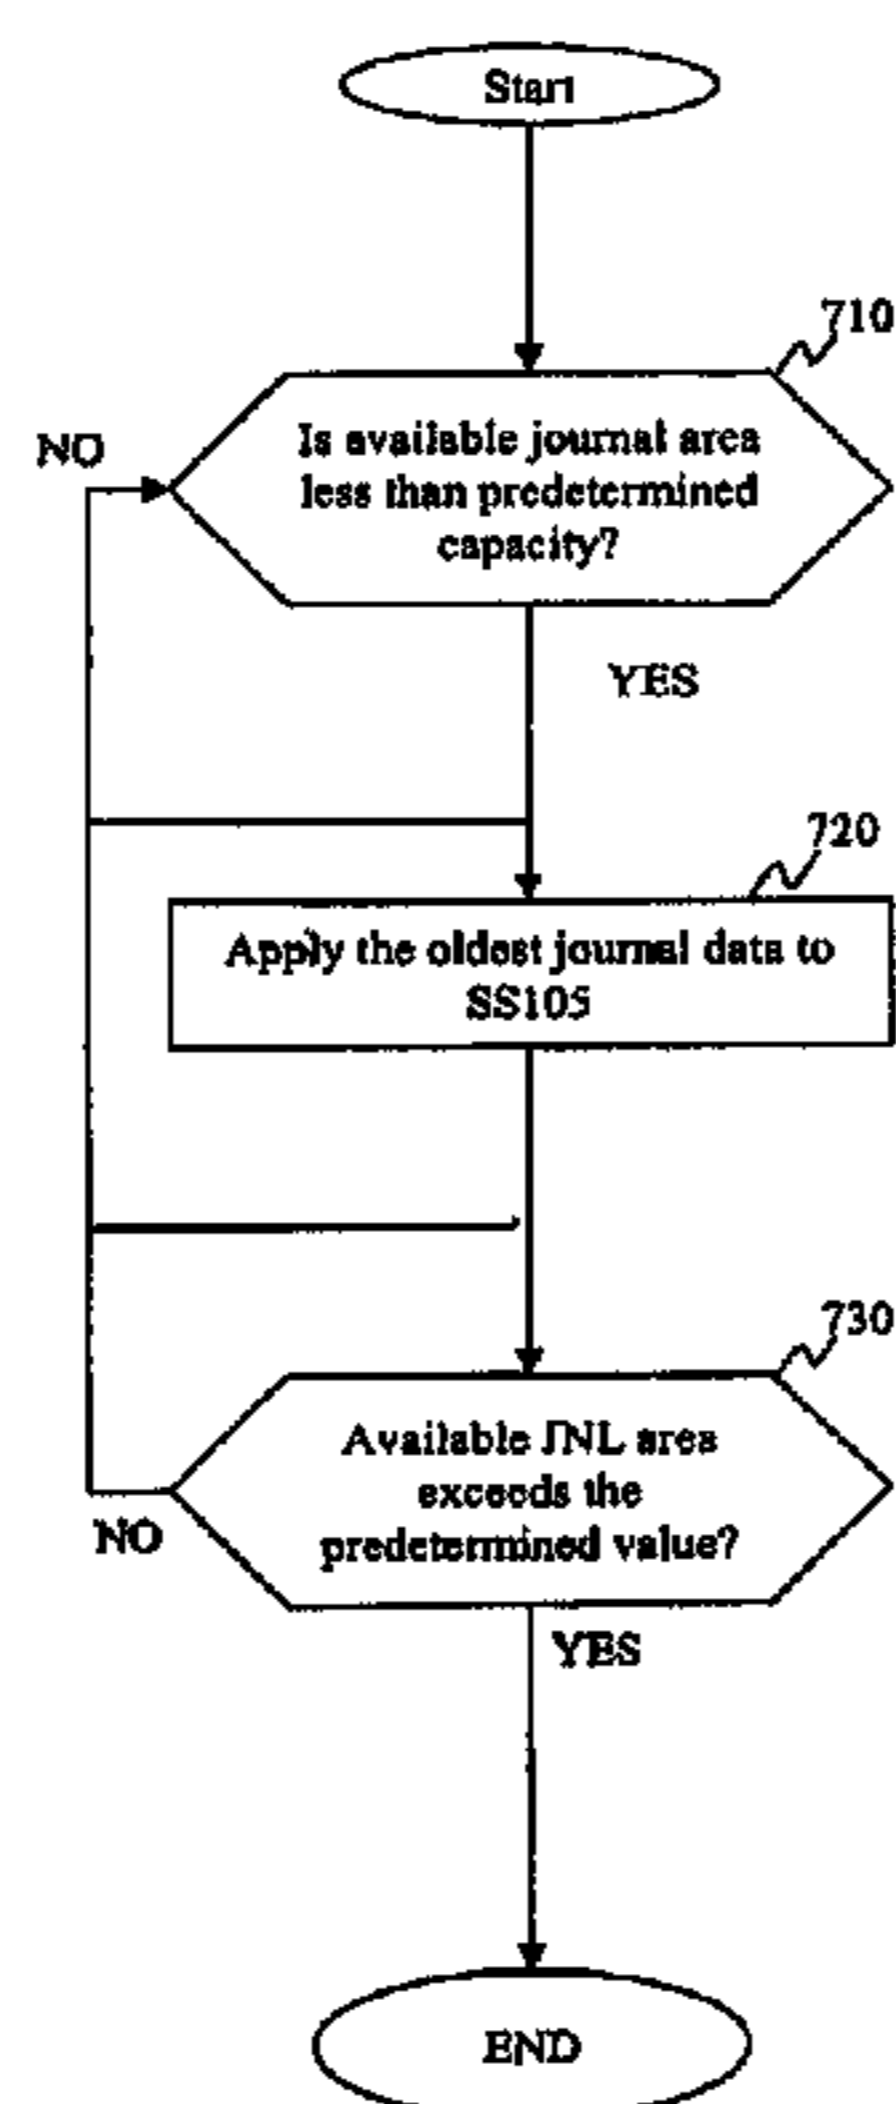 Start
710
NO
Is available journal area
less than predetermined
capacity?
YES
720
Apply the oldest journal data to
SS105
730
Available JNL area
exceeds the
predetermined value?
NO
YES
END